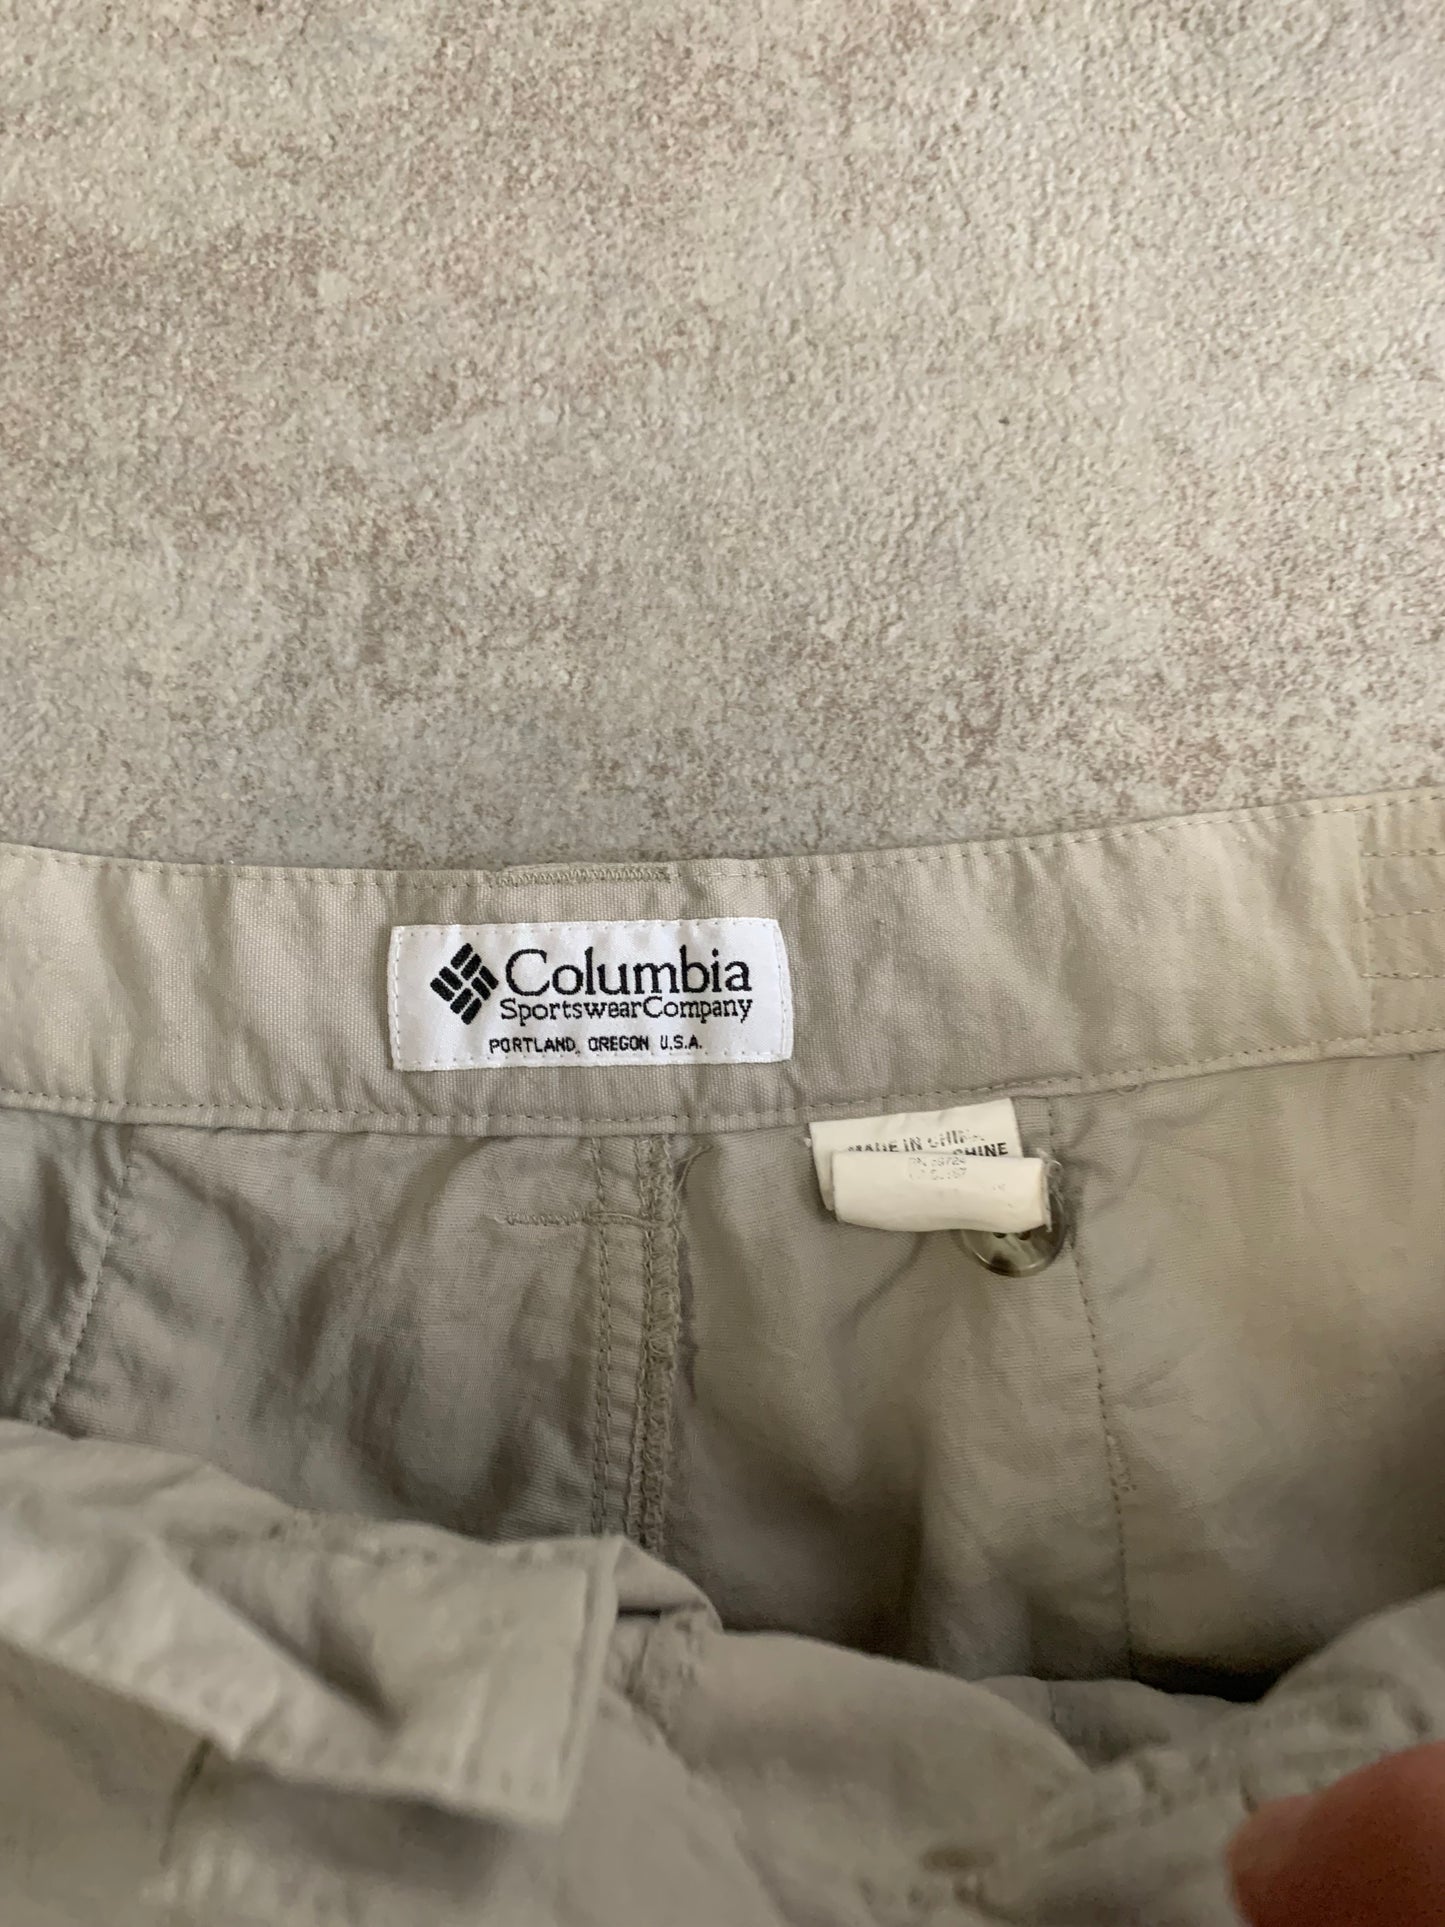 Columbia
SportswearCompany
PORTLAND, OREGON U.S.A.
MADE IN CHINA
CHINE